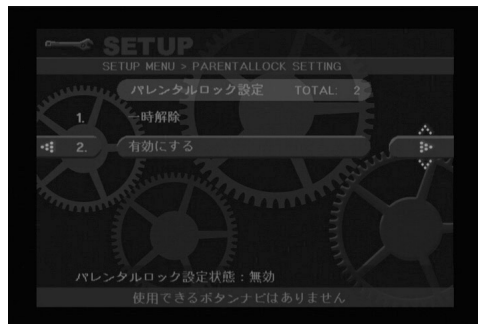 SETUP
SETUP MENU > PARENTALLOCK SETTING
パレンタルロック設定 TOTAL: 2
1. 一時解除
2. 有効にする
パレンタルロック設定状態：無効
使用できるボタンナビはありません